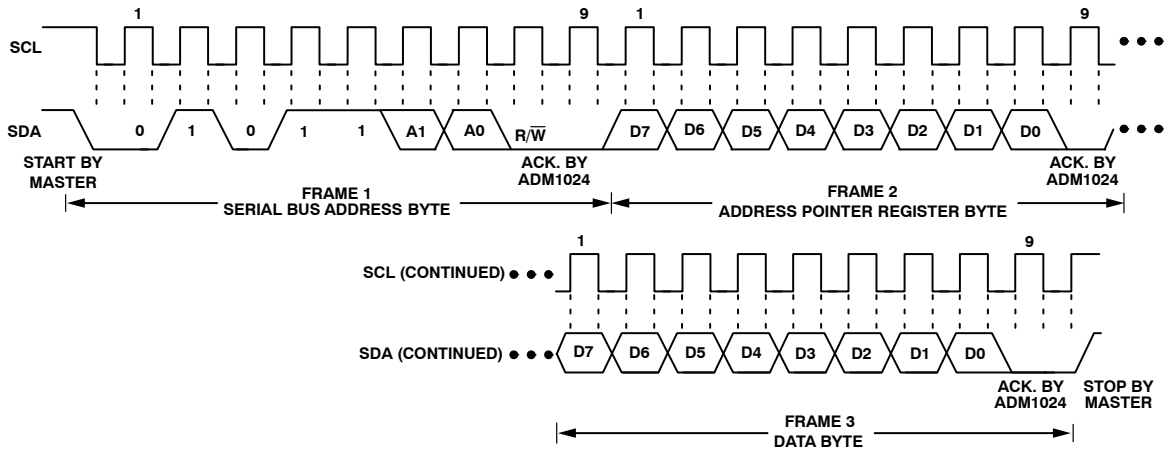 1 9 1 9
SCL
SDA 0 1 0 1 1 A1 A0 R/W̅ D7 D6 D5 D4 D3 D2 D1 D0
START BY
MASTER
ACK. BY
ADM1024
ACK. BY
ADM1024
FRAME 1
SERIAL BUS ADDRESS BYTE
FRAME 2
ADDRESS POINTER REGISTER BYTE
1 9
SCL (CONTINUED)
SDA (CONTINUED) D7 D6 D5 D4 D3 D2 D1 D0
ACK. BY
ADM1024
STOP BY
MASTER
FRAME 3
DATA BYTE